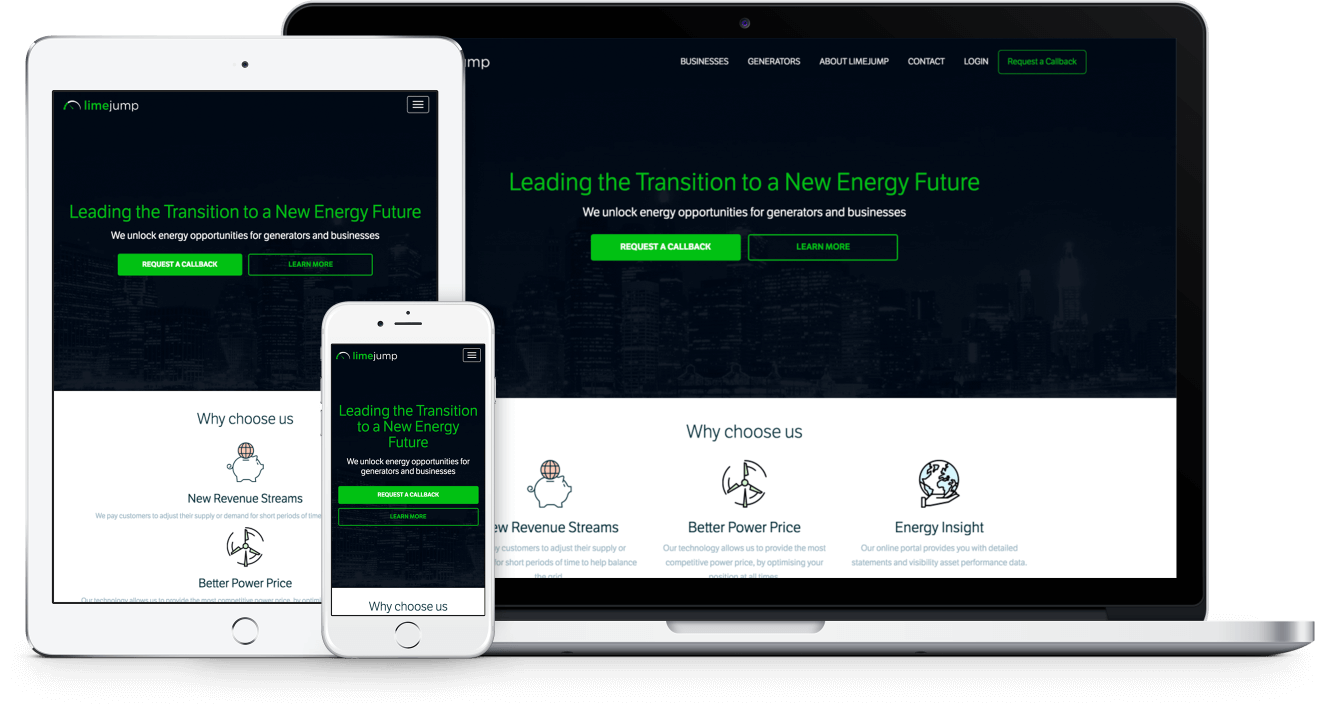 limejump
Leading the Transition to a New Energy Future
We unlock energy opportunities for generators and businesses
REQUEST A CALLBACK
LEARN MORE
Why choose us
New Revenue Streams
We pay customers to adjust their supply or demand for short periods of time
Better Power Price
Our technology allows us to provide the most competitive power price, by
limejump
Leading the Transition
to a New Energy
Future
We unlock energy opportunities for
generators and businesses
REQUEST A CALLBACK
LEARN MORE
Why choose us
ump
BUSINESSES GENERATORS ABOUT LIMEJUMP CONTACT LOGIN Request a Callback
Leading the Transition to a New Energy Future
We unlock energy opportunities for generators and businesses
REQUEST A CALLBACK LEARN MORE
Why choose us
ew Revenue Streams
y customers to adjust their supply or
for short periods of time to help balance
the grid
Better Power Price
Our technology allows us to provide the most
competitive power price, by optimising your
position at all times
Energy Insight
Our online portal provides you with detailed
statements and visibility asset performance data.